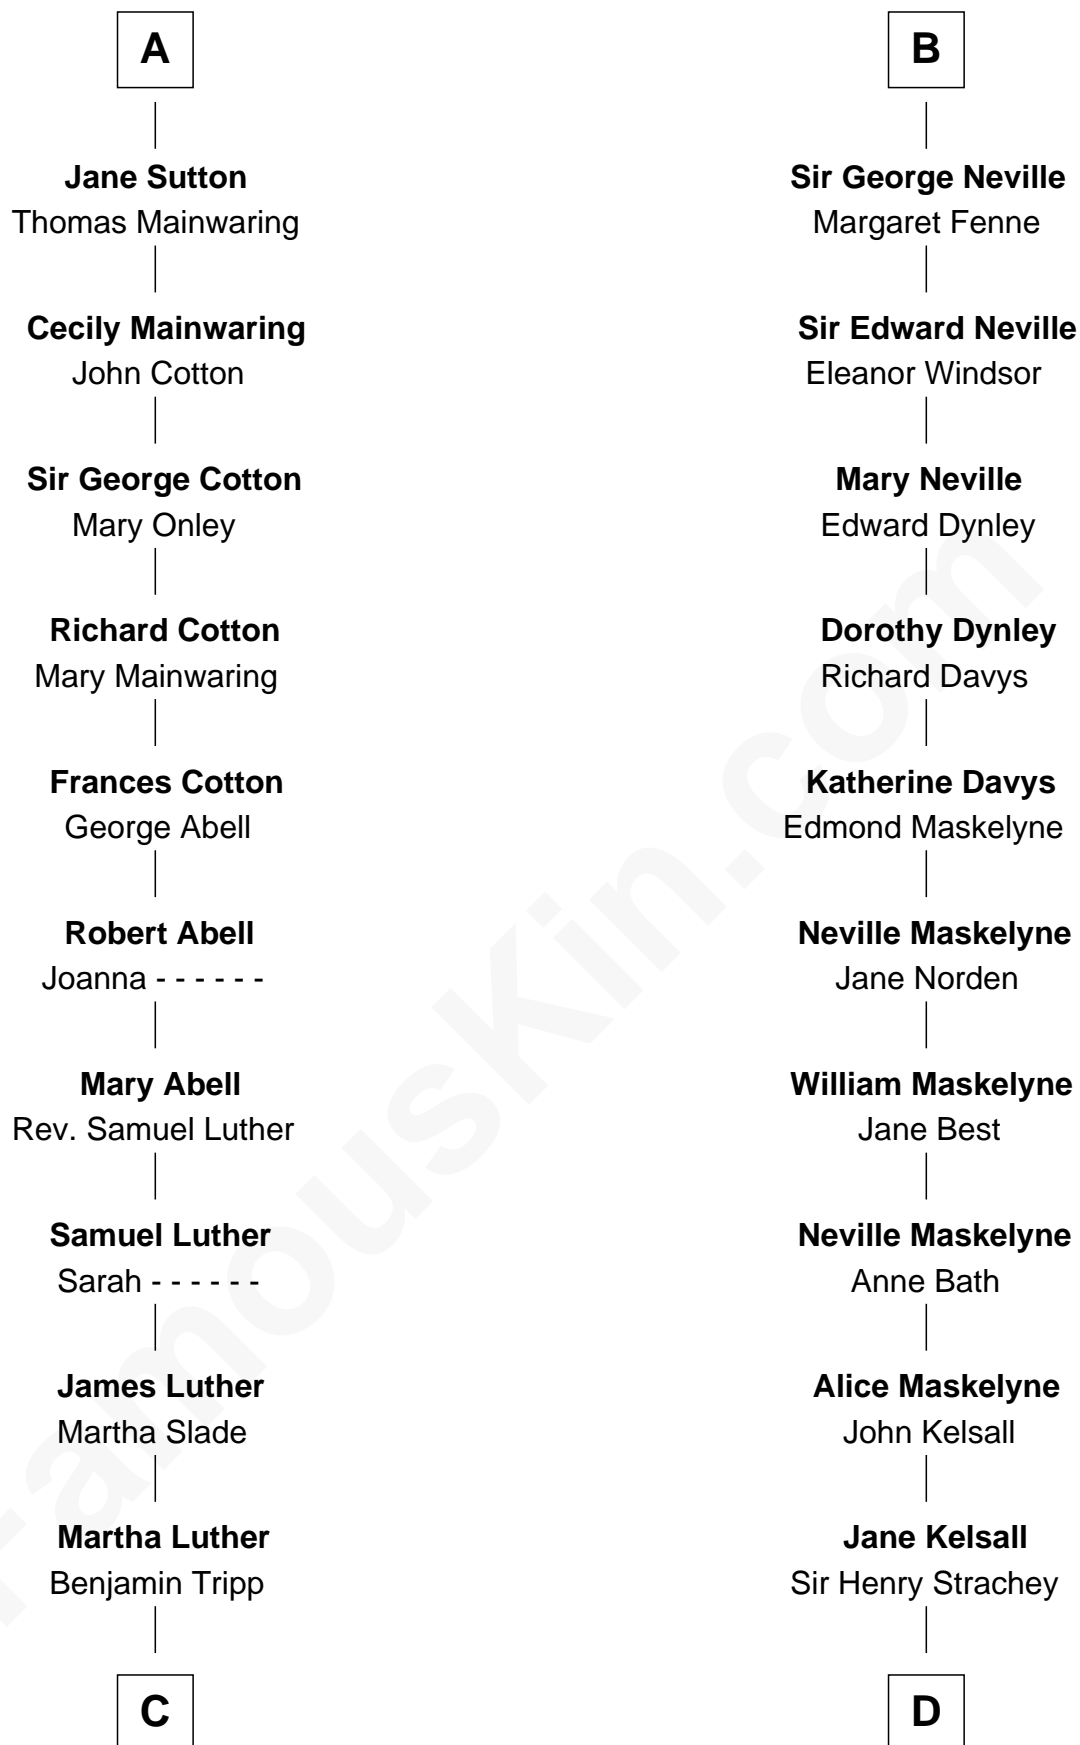 A
Jane Sutton
Thomas Mainwaring
Cecily Mainwaring
John Cotton
Sir George Cotton
Mary Onley
Richard Cotton
Mary Mainwaring
Frances Cotton
George Abell
Robert Abell
Joanna - - - - - -
Mary Abell
Rev. Samuel Luther
Samuel Luther
Sarah - - - - - -
James Luther
Martha Slade
Martha Luther
Benjamin Tripp
C
B
Sir George Neville
Margaret Fenne
Sir Edward Neville
Eleanor Windsor
Mary Neville
Edward Dynley
Dorothy Dynley
Richard Davys
Katherine Davys
Edmond Maskelyne
Neville Maskelyne
Jane Norden
William Maskelyne
Jane Best
Neville Maskelyne
Anne Bath
Alice Maskelyne
John Kelsall
Jane Kelsall
Sir Henry Strachey
D
FamousKin.com